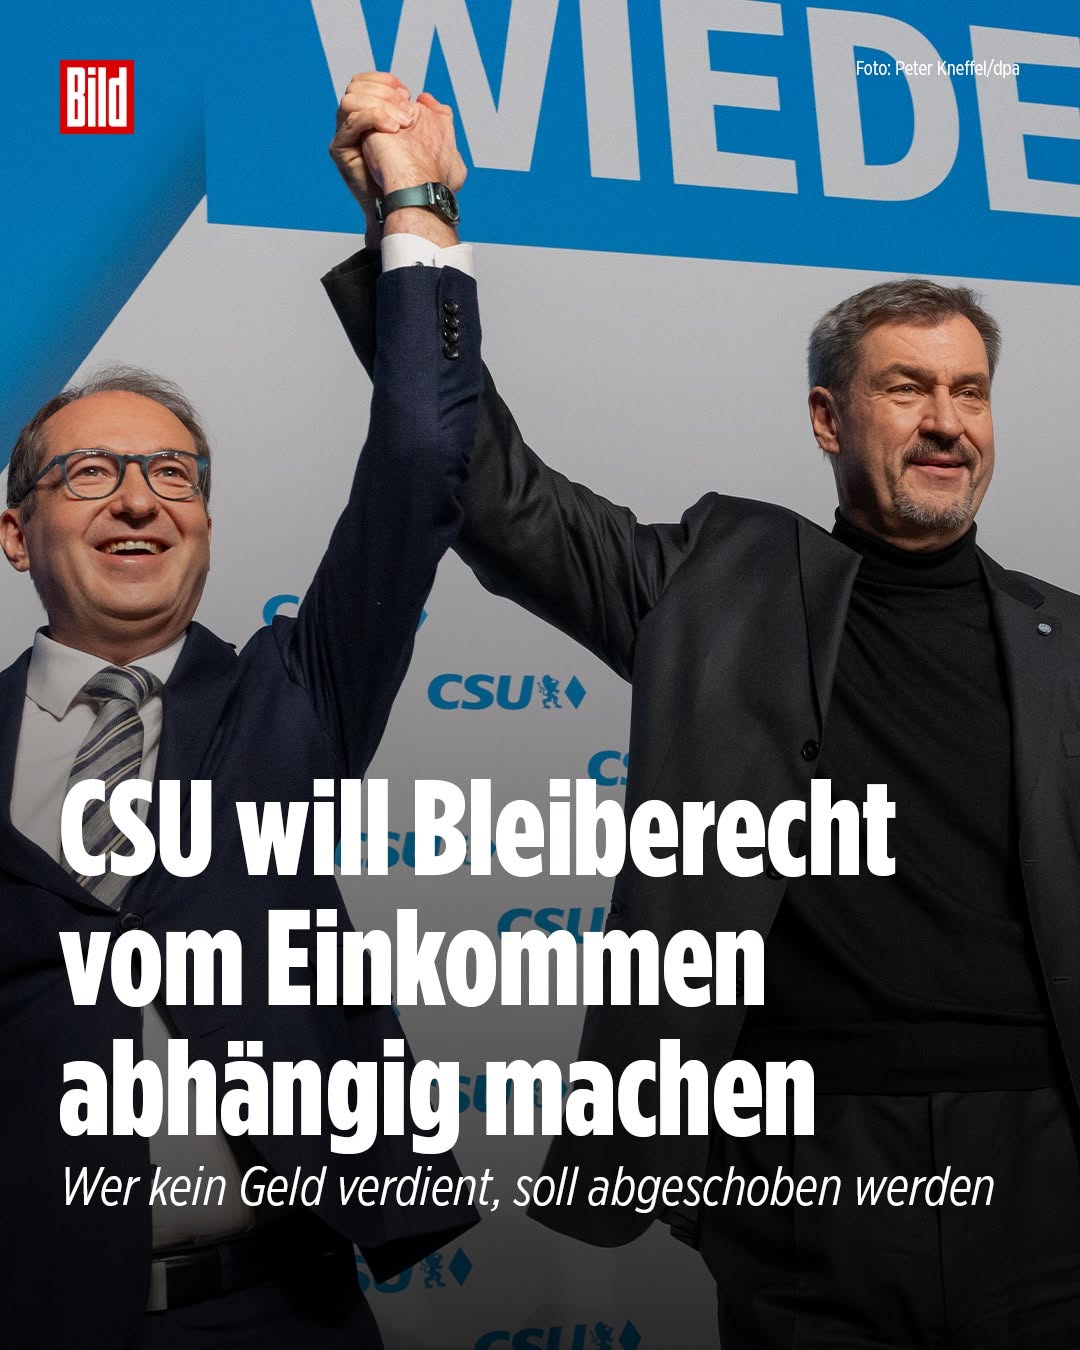 WIEDE
Foto: Peter Kneffel/dpa
Bild
CSU
CSU will Bleiberecht
vom Einkommen
abhängig machen
Wer kein Geld verdient, soll abgeschoben werden
CSU